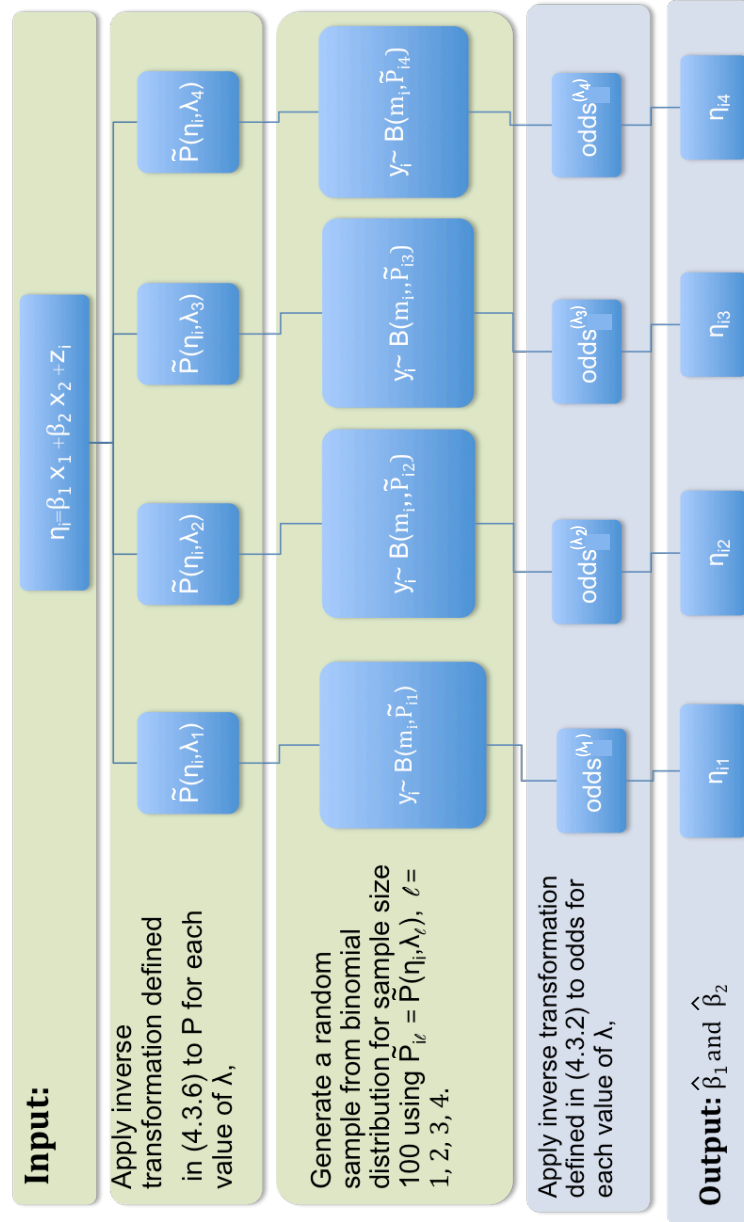 Input:
ηᵢ=β₁ x₁ +β₂ x₂ +zᵢ
Apply inverse
transformation defined
in (4.3.6) to P for each
value of λ,
P̃(ηᵢ,λ₁)
P̃(ηᵢ,λ₂)
P̃(ηᵢ,λ₃)
P̃(ηᵢ,λ₄)
Generate a random
sample from binomial
distribution for sample size
100 using P̃ᵢℓ = P̃(ηᵢ,λℓ), ℓ =
1, 2, 3, 4.
yᵢ~ B(mᵢ,P̃ᵢ₁)
yᵢ~ B(mᵢ,,P̃ᵢ₂)
yᵢ~ B(mᵢ,,P̃ᵢ₃)
yᵢ~ B(mᵢ,P̃ᵢ₄)
Apply inverse transformation
defined in (4.3.2) to odds for
each value of λ,
odds⁽λ₁⁾
odds⁽λ₂⁾
odds⁽λ₃⁾
odds⁽λ₄⁾
Output: β̂₁ and β̂₂
ηᵢ₁
ηᵢ₂
ηᵢ₃
ηᵢ₄